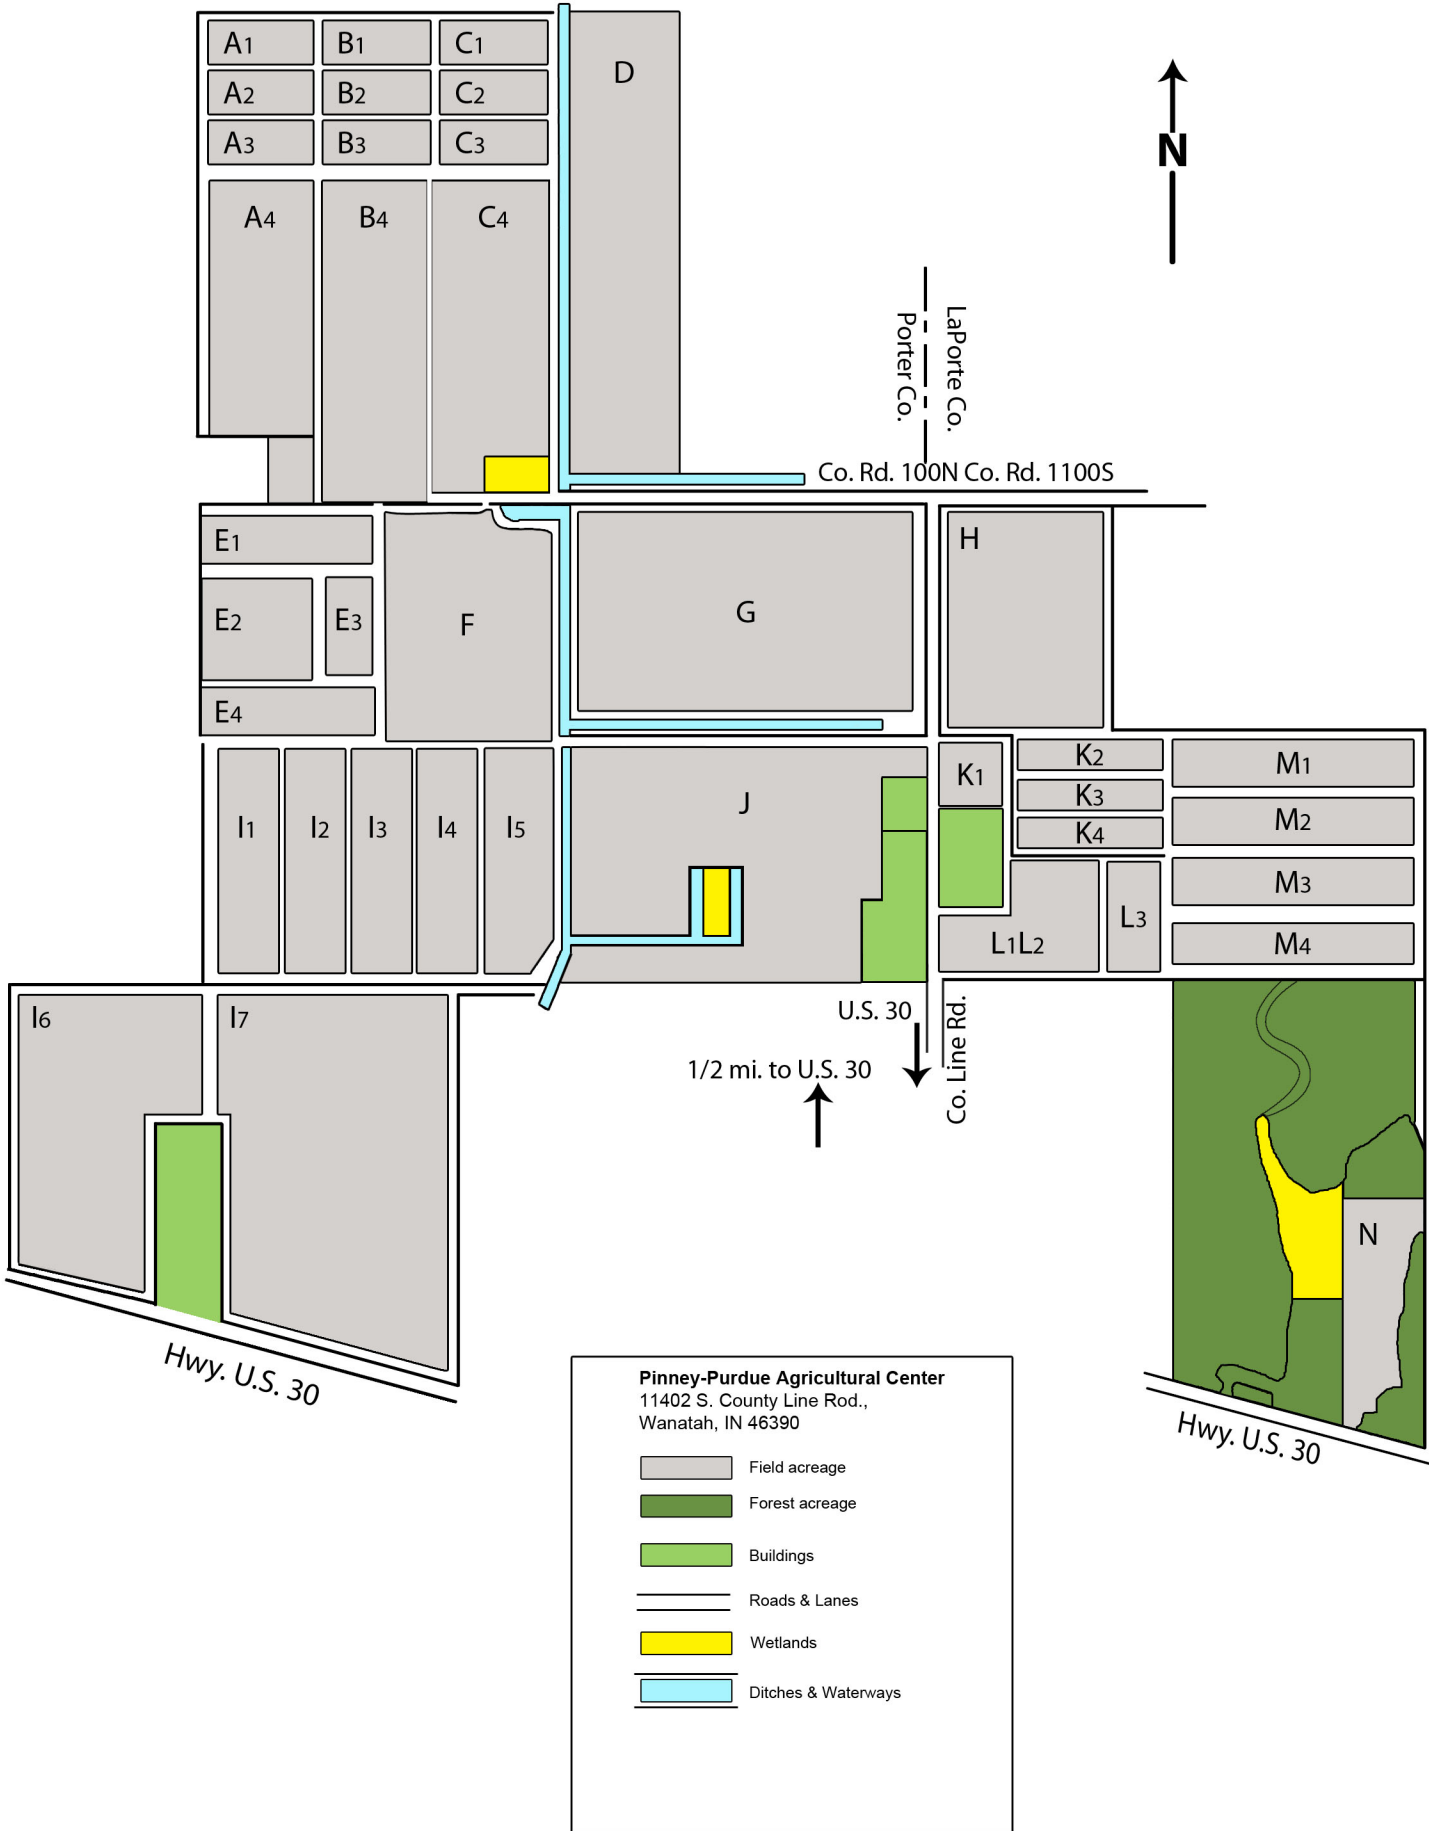 A1 B1 C1
D
A2 B2 C2
A3 B3 C3
N
A4 B4 C4
Porter Co.
LaPorte Co.
Co. Rd. 100N Co. Rd. 1100S
E1
H
E2 E3 F G
E4
K2
K1
M1
K3
J
I1 I2 I3 I4 I5
M2
K4
M3
L3
L1L2
M4
I6 I7
U.S. 30
Co. Line Rd.
1/2 mi. to U.S. 30
N
Hwy. U.S. 30
Hwy. U.S. 30
Pinney-Purdue Agricultural Center
11402 S. County Line Rod.,
Wanatah, IN 46390
Field acreage
Forest acreage
Buildings
Roads & Lanes
Wetlands
Ditches & Waterways